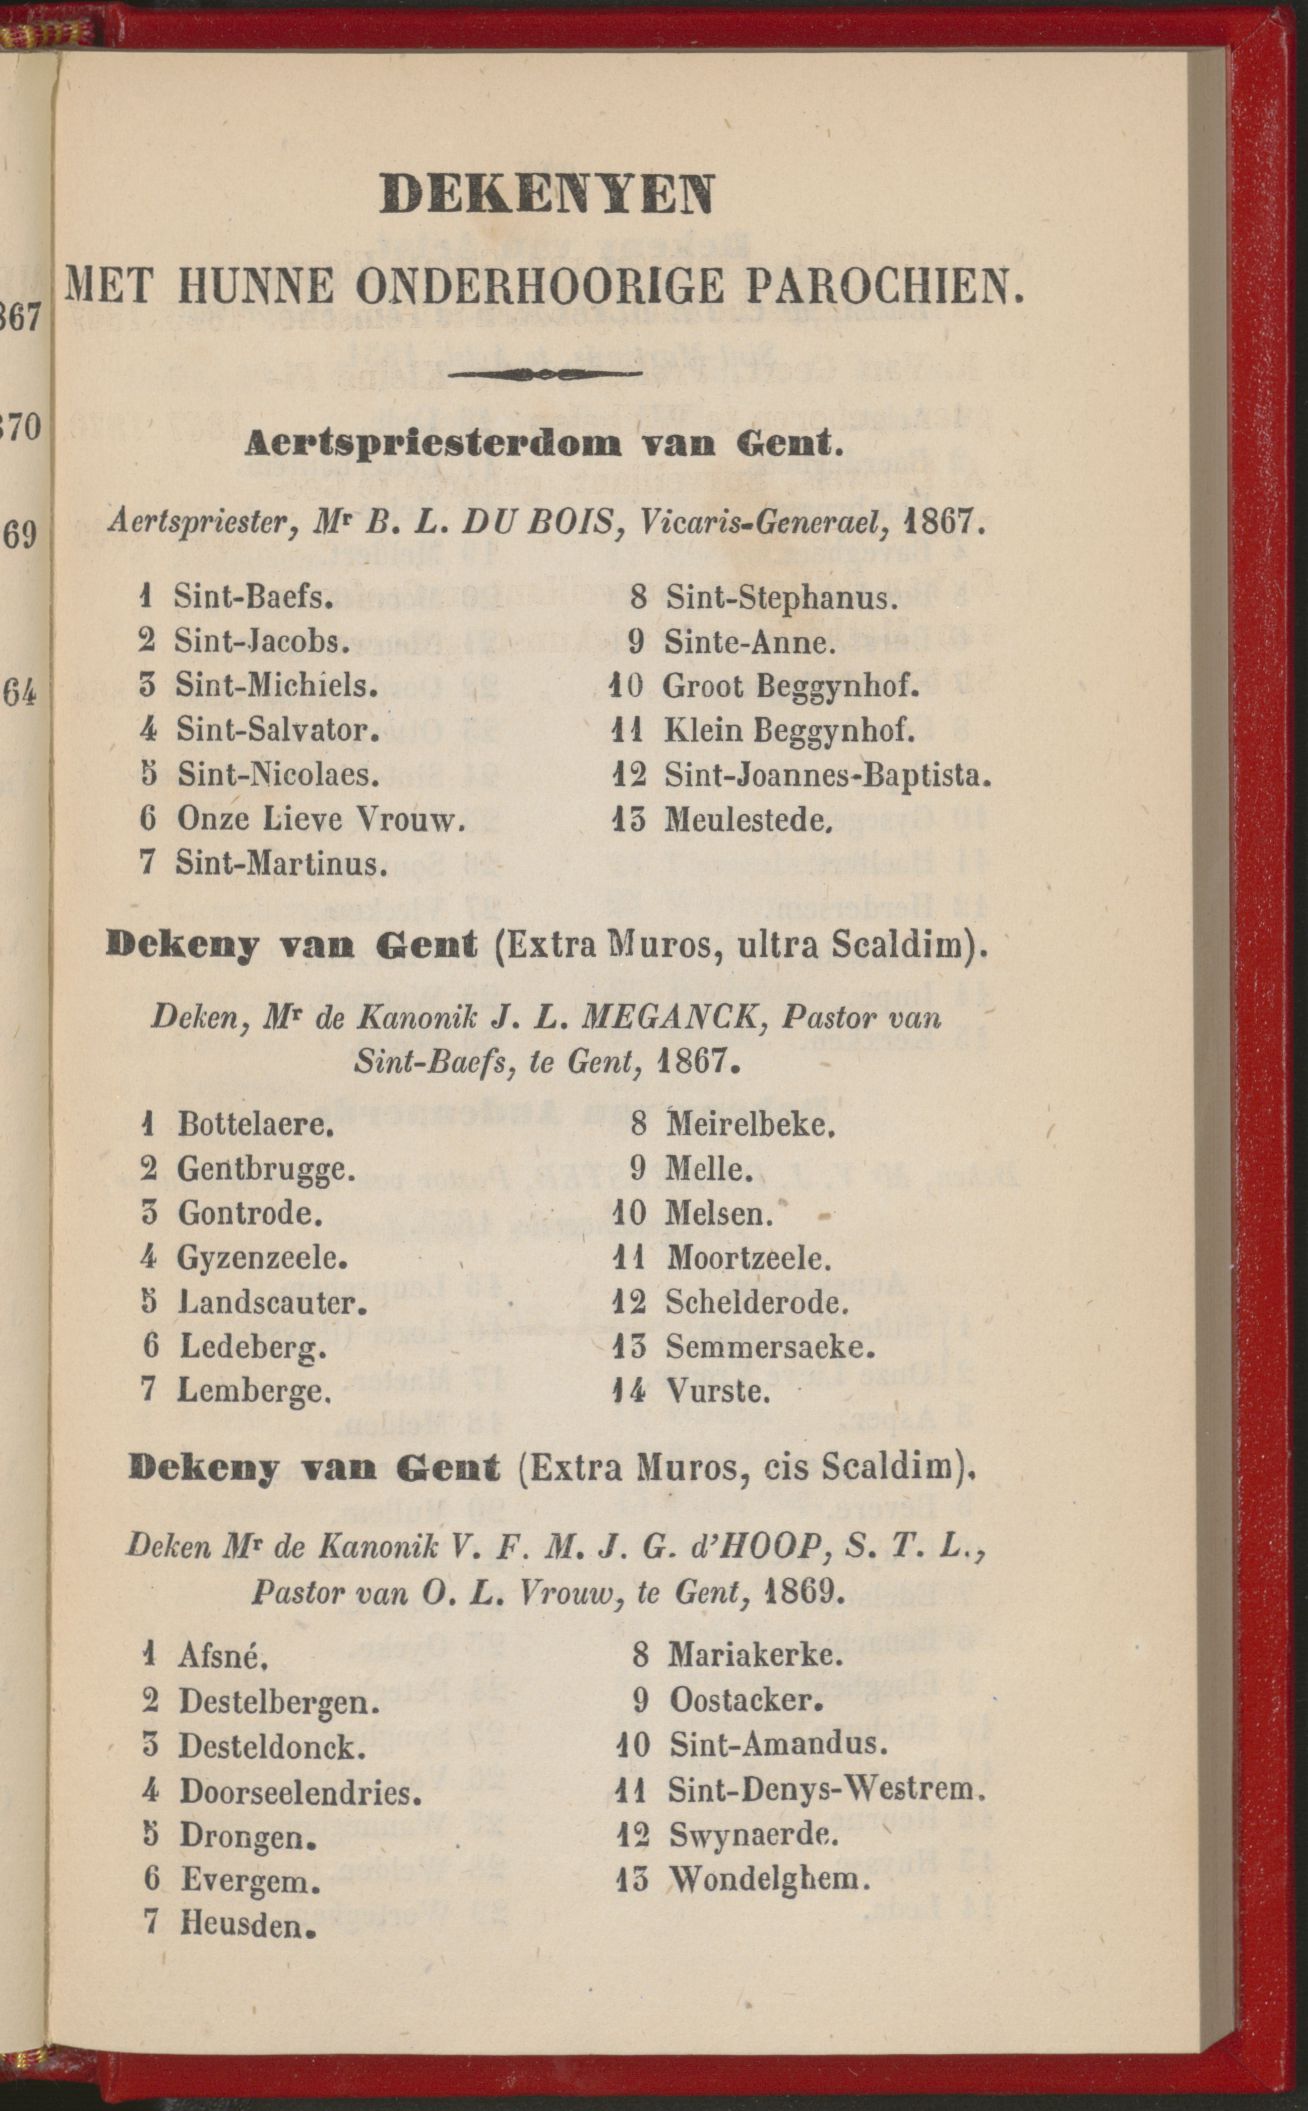 867
370
69
64
DEKENYEN
MET HUNNE ONDERHOORIGE PAROCHIEN.
Aertspriesterdom van Gent.
Aertspriester, Mr B. L. DU BOIS, Vicaris-Generael, 1867.
1 Sint-Baefs.
2 Sint-Jacobs.
3 Sint-Michiels.
4 Sint-Salvator.
5 Sint-Nicolaes.
6 Onze Lieve Vrouw.
7 Sint-Martinus.
8 Sint-Stephanus.
9 Sinte-Anne.
10 Groot Beggynhof.
11 Klein Beggynhof.
12 Sint-Joannes-Baptista.
13 Meulestede.
Dekeny van Gent (Extra Muros, ultra Scaldim).
Deken, Mr de Kanonik J. L. MEGANCK, Pastor van
Sint-Baefs, te Gent, 1867.
1 Bottelaere.
2 Gentbrugge.
3 Gontrode.
4 Gyzenzeele.
5 Landscauter.
6 Ledeberg.
7 Lemberge.
8 Meirelbeke.
9 Melle.
10 Melsen.
11 Moortzeele.
12 Schelderode.
13 Semmersaeke.
14 Vurste.
Dekeny van Gent (Extra Muros, cis Scaldim).
Deken Mr de Kanonik V. F. M. J. G. d'HOOP, S. T. L.,
Pastor van O. L. Vrouw, te Gent, 1869.
1 Afsné.
2 Destelbergen.
3 Desteldonck.
4 Doorseelendries.
5 Drongen.
6 Evergem.
7 Heusden.
8 Mariakerke.
9 Oostacker.
10 Sint-Amandus.
11 Sint-Denys-Westrem.
12 Swynaerde.
13 Wondelghem.